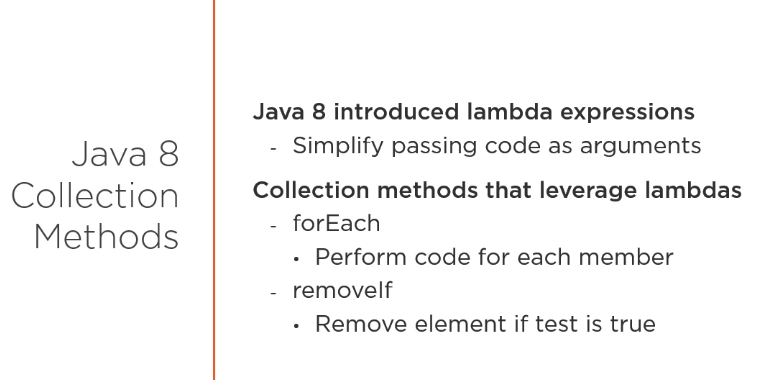 Java 8
Collection
Methods
Java 8 introduced lambda expressions
- Simplify passing code as arguments
Collection methods that leverage lambdas
- forEach
• Perform code for each member
- removeIf
• Remove element if test is true